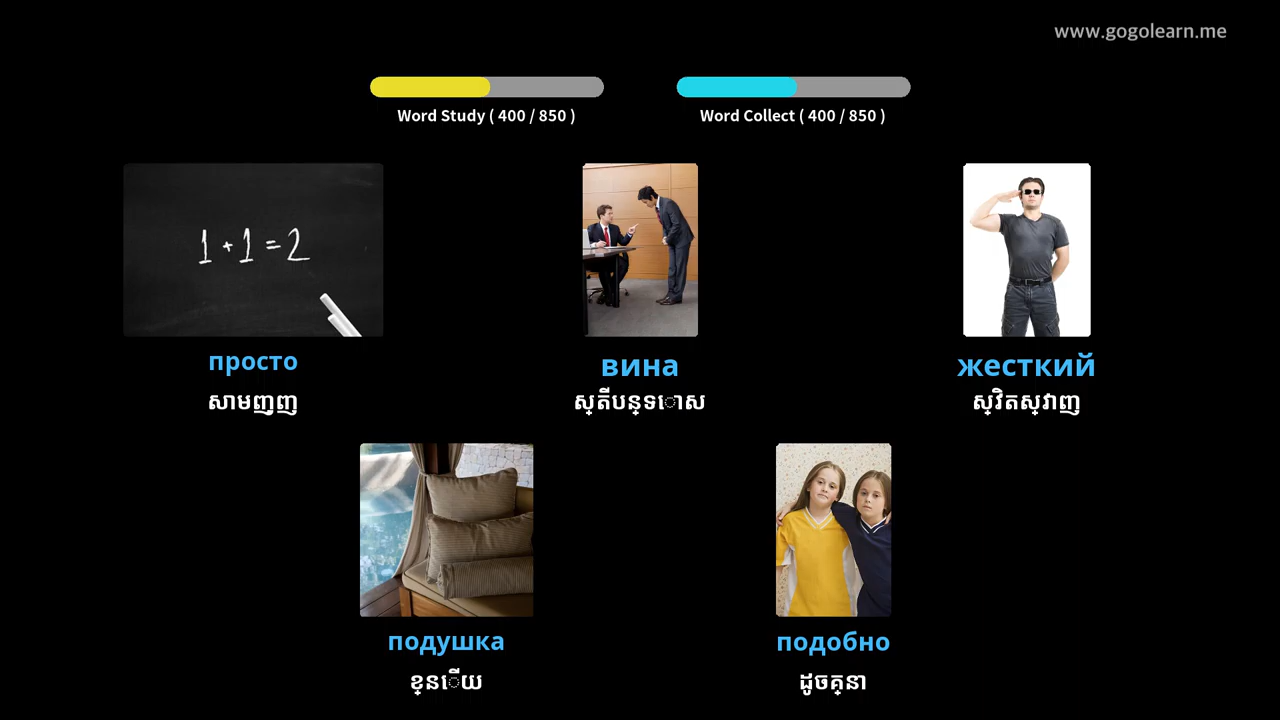 www.gogolearn.me
Word Study ( 400 / 850 )
Word Collect ( 400 / 850 )
1 + 1 = 2
просто
សាមញ្ញ
вина
ស្តីបន្ទោស
жесткий
ស្វិតស្វាញ
подушка
ខ្នើយ
подобно
ដូចគ្នា